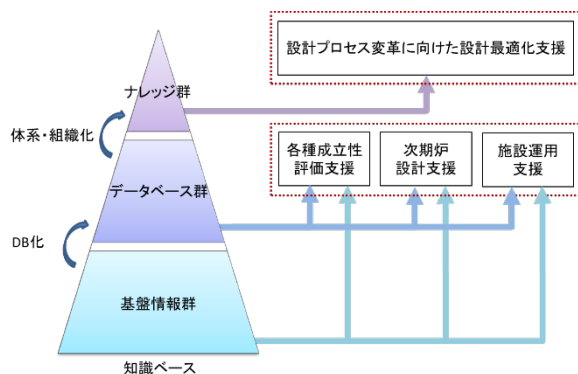 設計プロセス変革に向けた設計最適化支援
ナレッジ群
体系・組織化
各種成立性
評価支援
次期炉
設計支援
施設運用
支援
データベース群
DB化
基盤情報群
知識ベース